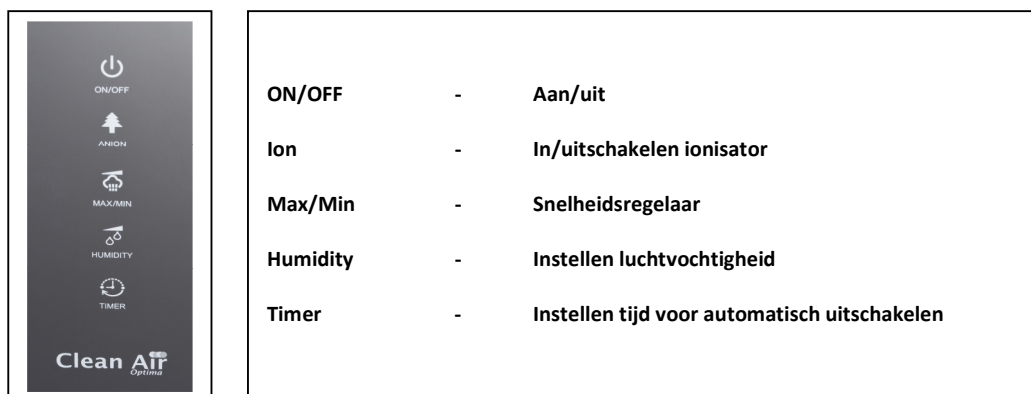 ON/OFF
ANION
MAX/MIN
HUMIDITY
TIMER
Clean Air
Optima
ON/OFF - Aan/uit
Ion - In/uitschakelen ionisator
Max/Min - Snelheidsregelaar
Humidity - Instellen luchtvochtigheid
Timer - Instellen tijd voor automatisch uitschakelen